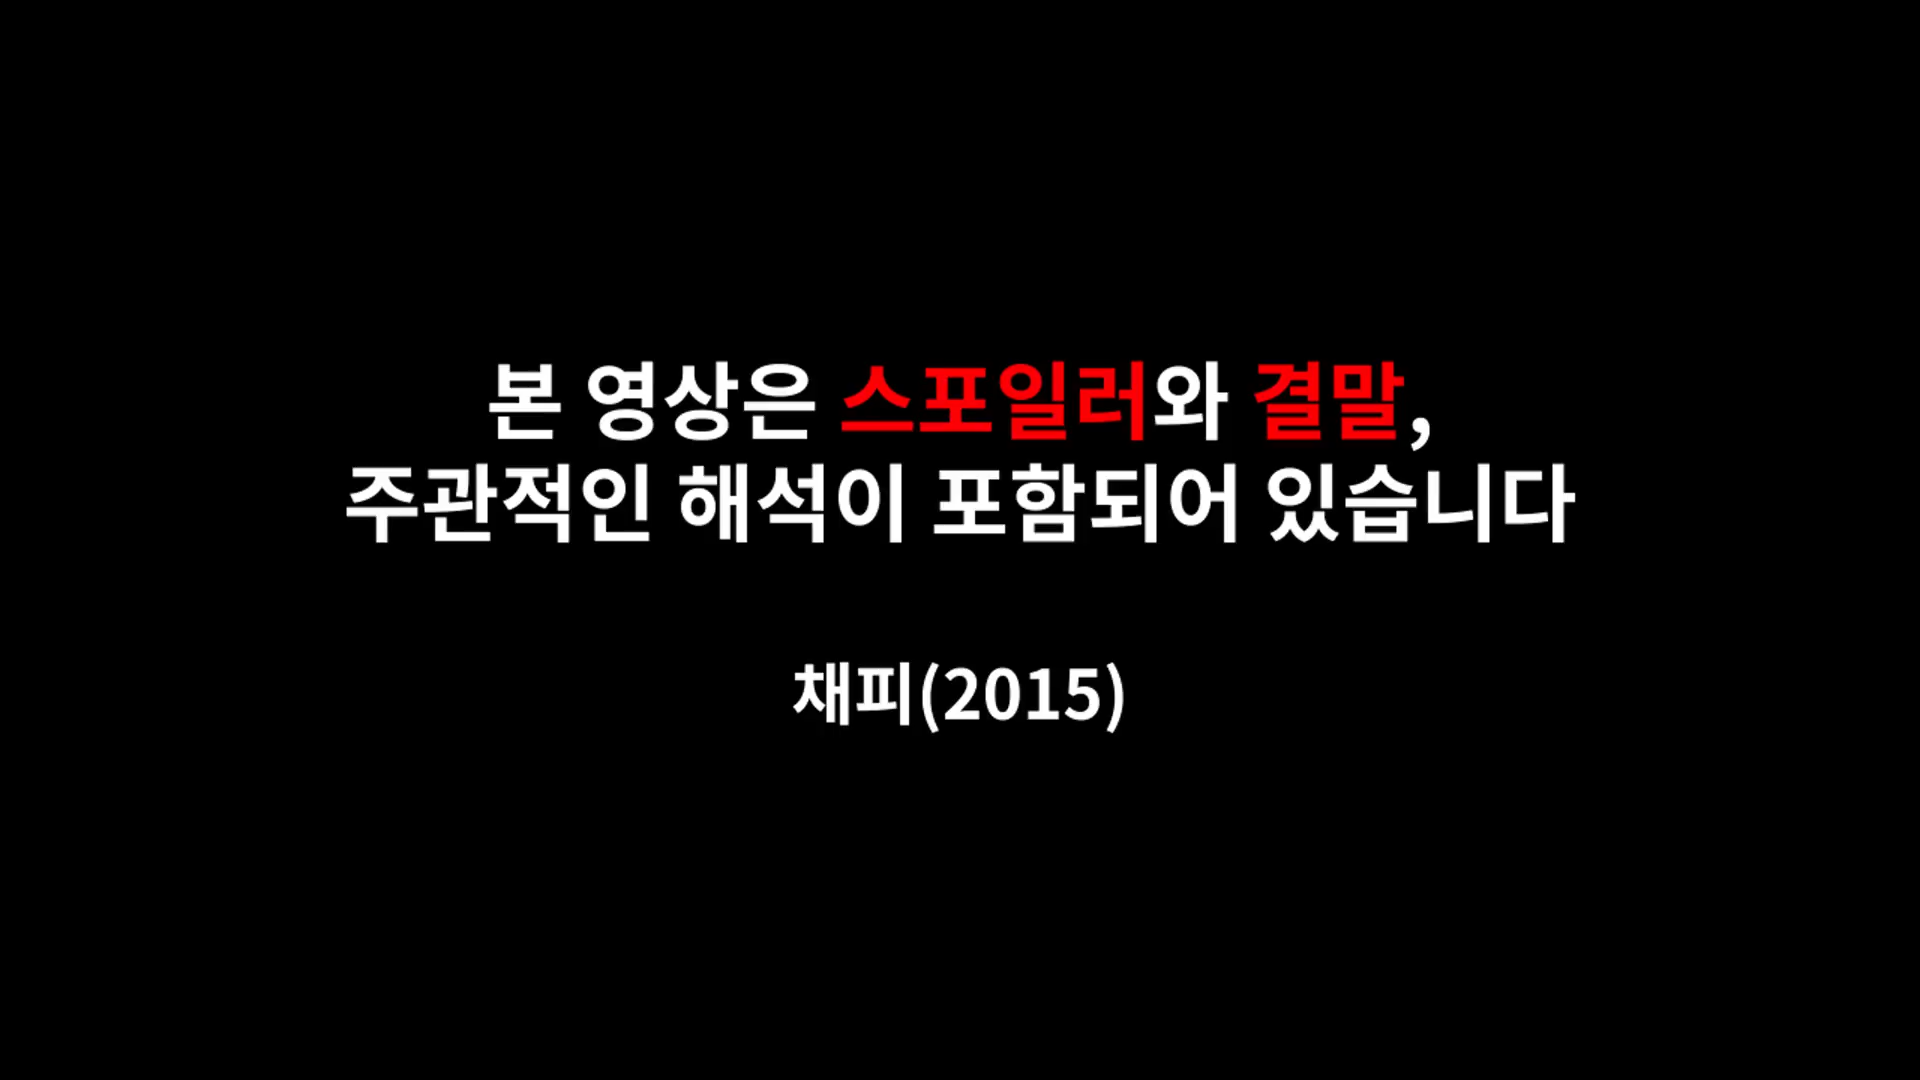 본 영상은 스포일러와 결말,
주관적인 해석이 포함되어 있습니다
채피(2015)